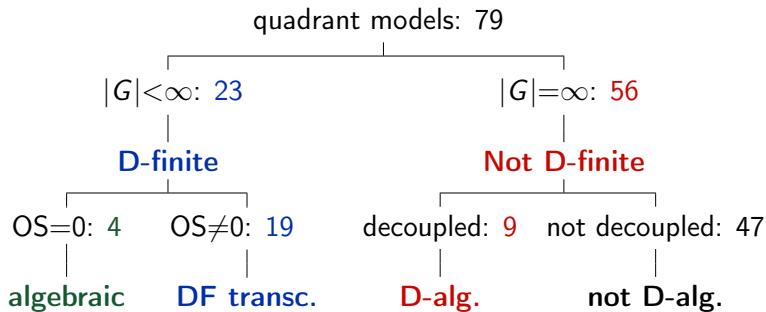 quadrant models: 79
|G|<∞: 23 |G|=∞: 56
D-finite Not D-finite
OS=0: 4 OS≠0: 19 decoupled: 9 not decoupled: 47
algebraic DF transc. D-alg. not D-alg.